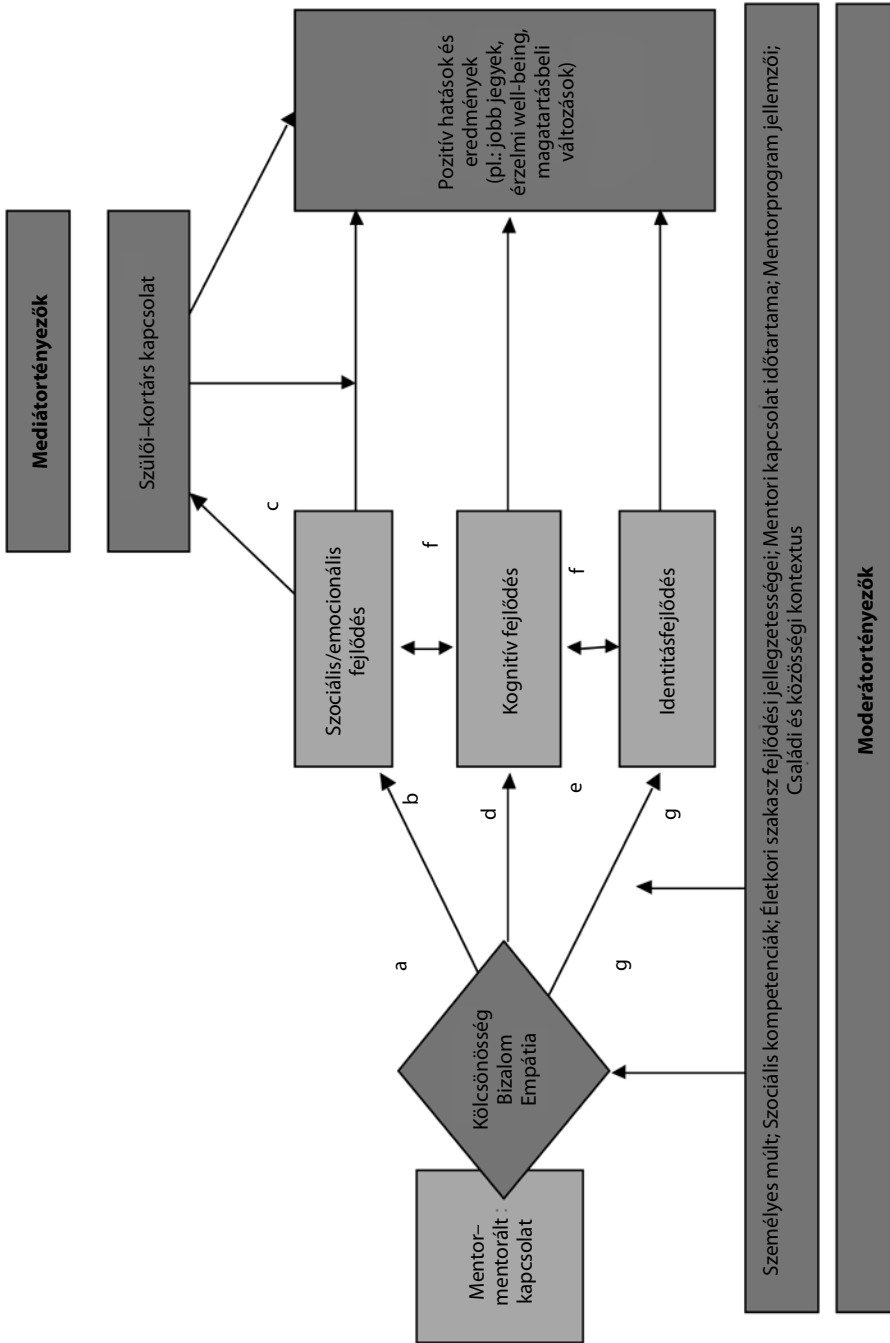 Mediátortényezők
Szülői–kortárs kapcsolat
Pozitív hatások és
eredmények
(pl.: jobb jegyek,
érzelmi well-being,
magatartásbeli
változások)
c
Szociális/emocionális
fejlődés
f
Kognitív fejlődés
f
Identitásfejlődés
b
d
e
g
a
g
Kölcsönösség
Bizalom
Empátia
Mentor–
mentorált
kapcsolat
Személyes múlt; Szociális kompetenciák; Életkori szakasz fejlődési jellegzetességei; Mentori kapcsolat időtartama; Mentorprogram jellemzői;
Családi és közösségi kontextus
Moderátortényezők